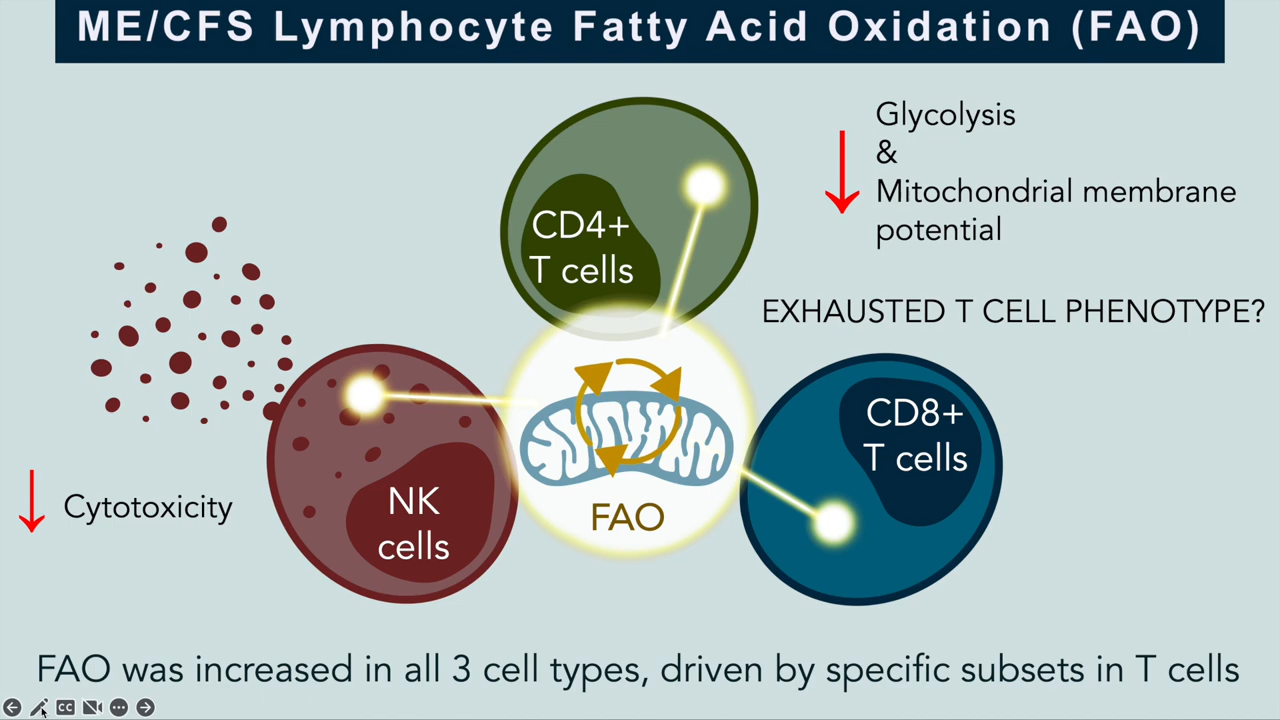 ME/CFS Lymphocyte Fatty Acid Oxidation (FAO)
Glycolysis
&
Mitochondrial membrane
potential
CD4+
T cells
EXHAUSTED T CELL PHENOTYPE?
CD8+
T cells
Cytotoxicity
NK
cells
FAO
FAO was increased in all 3 cell types, driven by specific subsets in T cells
CC